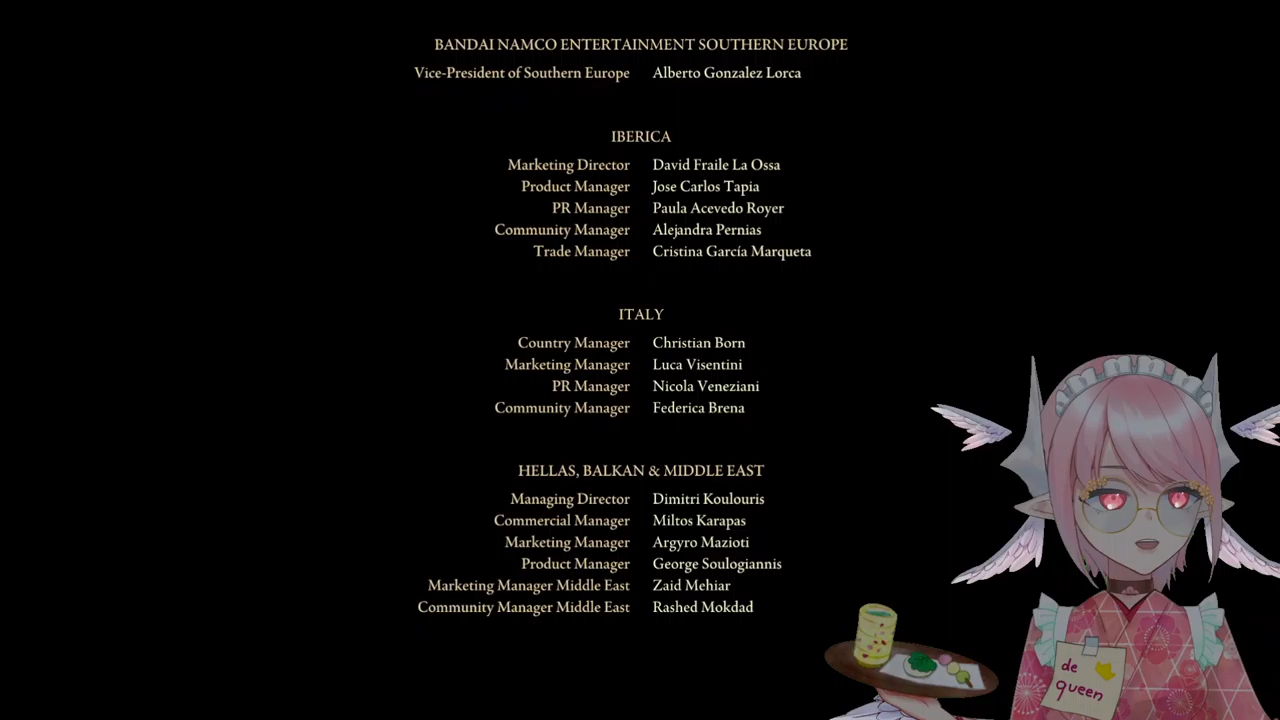 BANDAI NAMCO ENTERTAINMENT SOUTHERN EUROPE
Vice-President of Southern Europe Alberto Gonzalez Lorca
IBERICA
Marketing Director David Fraile La Ossa
Product Manager Jose Carlos Tapia
PR Manager Paula Acevedo Royer
Community Manager Alejandra Pernias
Trade Manager Cristina García Marqueta
ITALY
Country Manager Christian Born
Marketing Manager Luca Visentini
PR Manager Nicola Veneziani
Community Manager Federica Brena
HELLAS, BALKAN & MIDDLE EAST
Managing Director Dimitri Koulouris
Commercial Manager Miltos Karapas
Marketing Manager Argyro Mazioti
Product Manager George Soulogiannis
Marketing Manager Middle East Zaid Mehiar
Community Manager Middle East Rashed Mokdad
de
queen